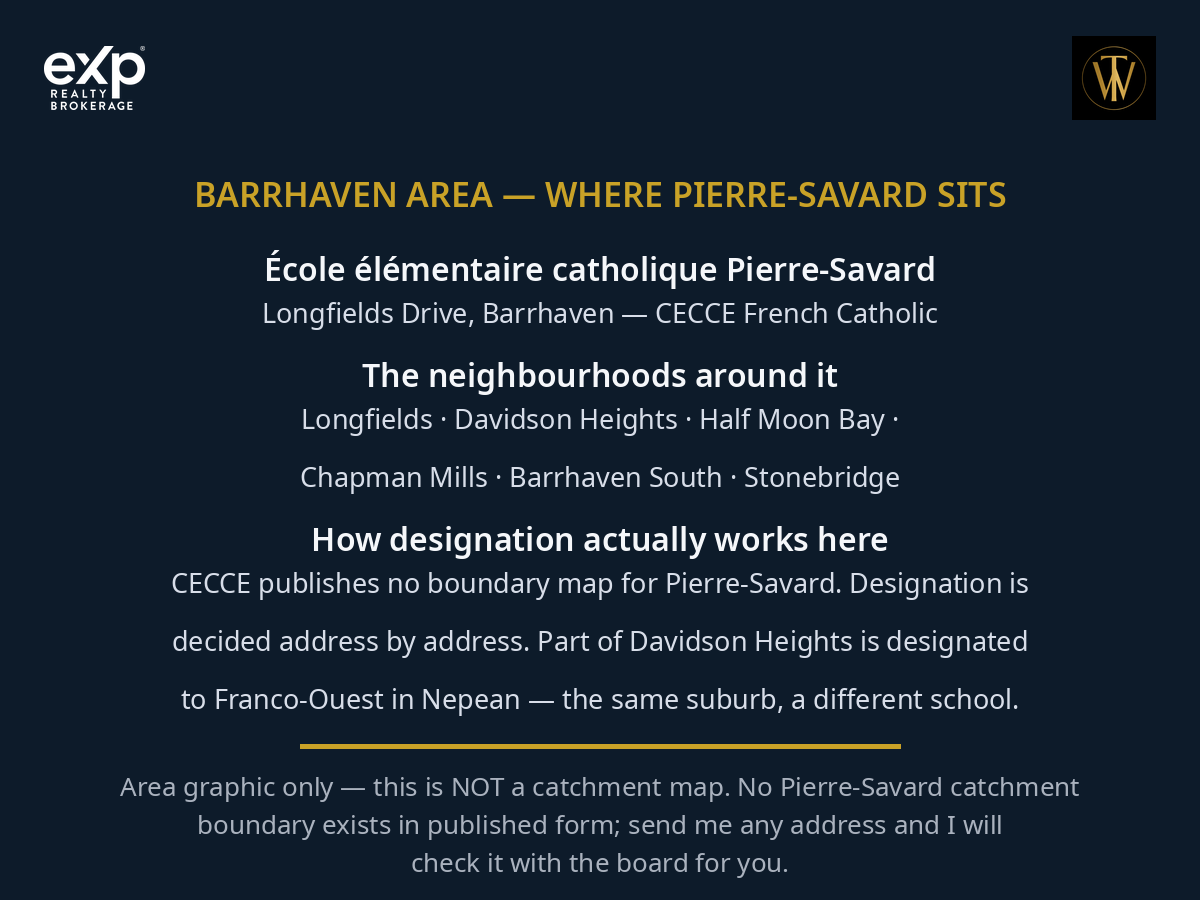 exp®
REALTY
BROKERAGE
TW
BARRHAVEN AREA — WHERE PIERRE-SAVARD SITS
École élémentaire catholique Pierre-Savard
Longfields Drive, Barrhaven — CECCE French Catholic
The neighbourhoods around it
Longfields · Davidson Heights · Half Moon Bay ·
Chapman Mills · Barrhaven South · Stonebridge
How designation actually works here
CECCE publishes no boundary map for Pierre-Savard. Designation is
decided address by address. Part of Davidson Heights is designated
to Franco-Ouest in Nepean — the same suburb, a different school.
Area graphic only — this is NOT a catchment map. No Pierre-Savard catchment
boundary exists in published form; send me any address and I will
check it with the board for you.